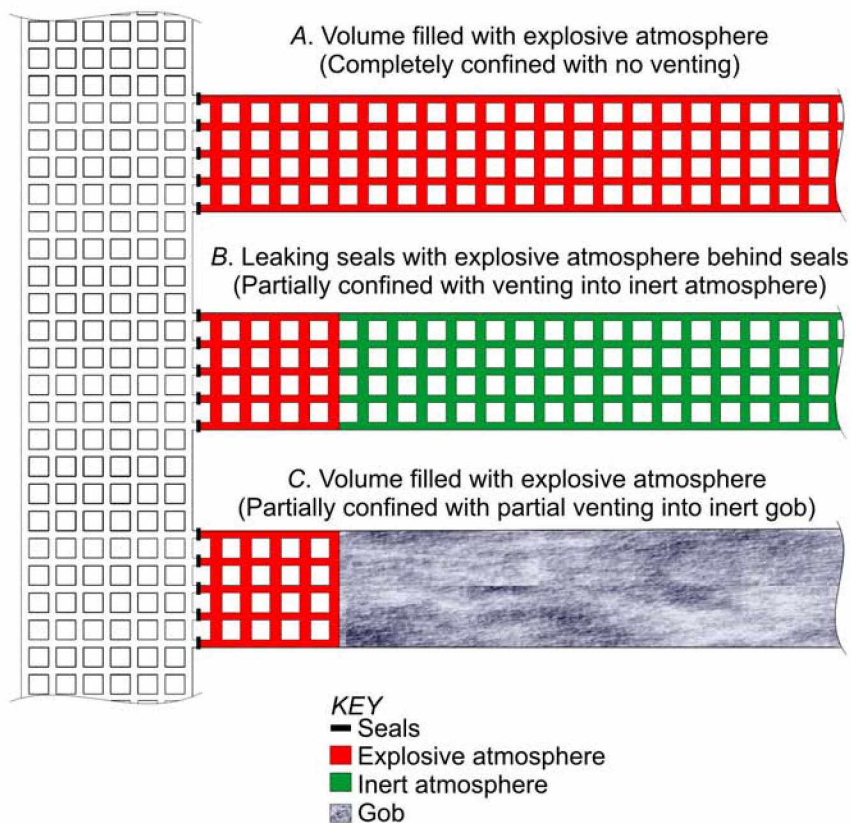 A. Volume filled with explosive atmosphere
(Completely confined with no venting)
B. Leaking seals with explosive atmosphere behind seals
(Partially confined with venting into inert atmosphere)
C. Volume filled with explosive atmosphere
(Partially confined with partial venting into inert gob)
KEY
Seals
Explosive atmosphere
Inert atmosphere
Gob